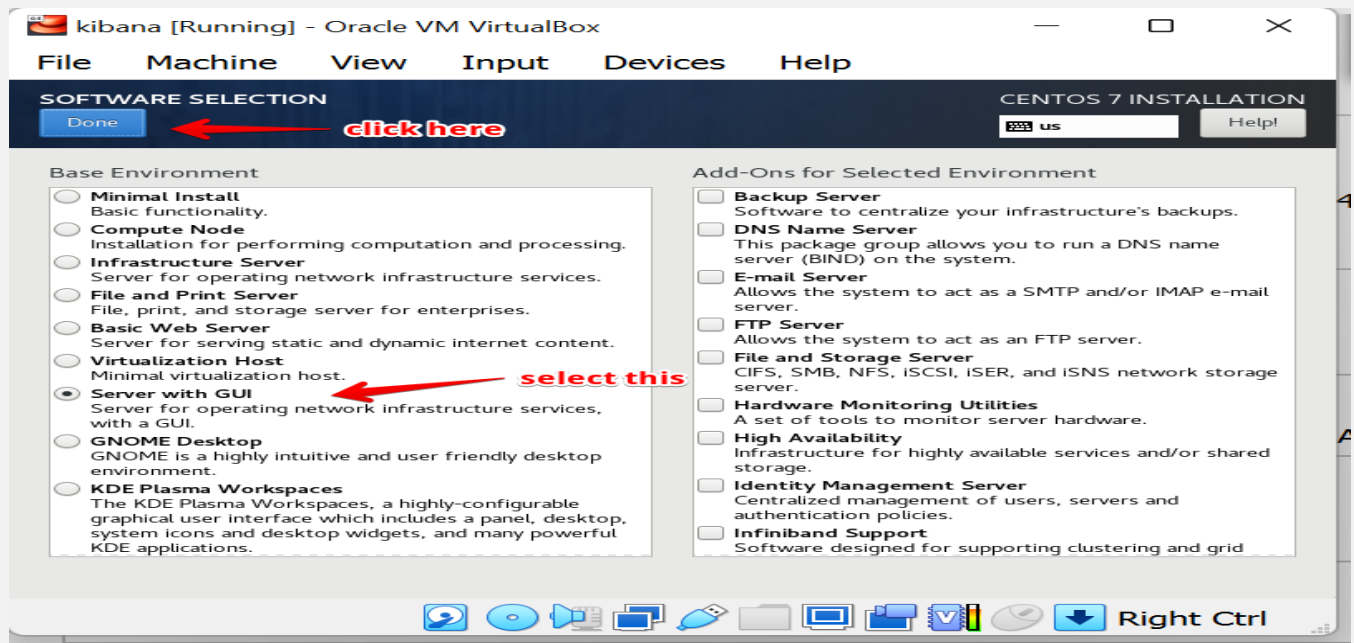 kibana [Running] - Oracle VM VirtualBox
File Machine View Input Devices Help
SOFTWARE SELECTION
CENTOS 7 INSTALLATION
Done
click here
us
Help!
Base Environment
Minimal Install
Basic functionality.
Compute Node
Installation for performing computation and processing.
Infrastructure Server
Server for operating network infrastructure services.
File and Print Server
File, print, and storage server for enterprises.
Basic Web Server
Server for serving static and dynamic internet content.
Virtualization Host
Minimal virtualization host.
select this
Server with GUI
Server for operating network infrastructure services,
with a GUI.
GNOME Desktop
GNOME is a highly intuitive and user friendly desktop
environment.
KDE Plasma Workspaces
The KDE Plasma Workspaces, a highly-configurable
graphical user interface which includes a panel, desktop,
system icons and desktop widgets, and many powerful
KDE applications.
Add-Ons for Selected Environment
Backup Server
Software to centralize your infrastructure's backups.
DNS Name Server
This package group allows you to run a DNS name
server (BIND) on the system.
E-mail Server
Allows the system to act as a SMTP and/or IMAP e-mail
server.
FTP Server
Allows the system to act as an FTP server.
File and Storage Server
CIFS, SMB, NFS, iSCSI, iSER, and iSNS network storage
server.
Hardware Monitoring Utilities
A set of tools to monitor server hardware.
High Availability
Infrastructure for highly available services and/or shared
storage.
Identity Management Server
Centralized management of users, servers and
authentication policies.
Infiniband Support
Software designed for supporting clustering and grid
Right Ctrl